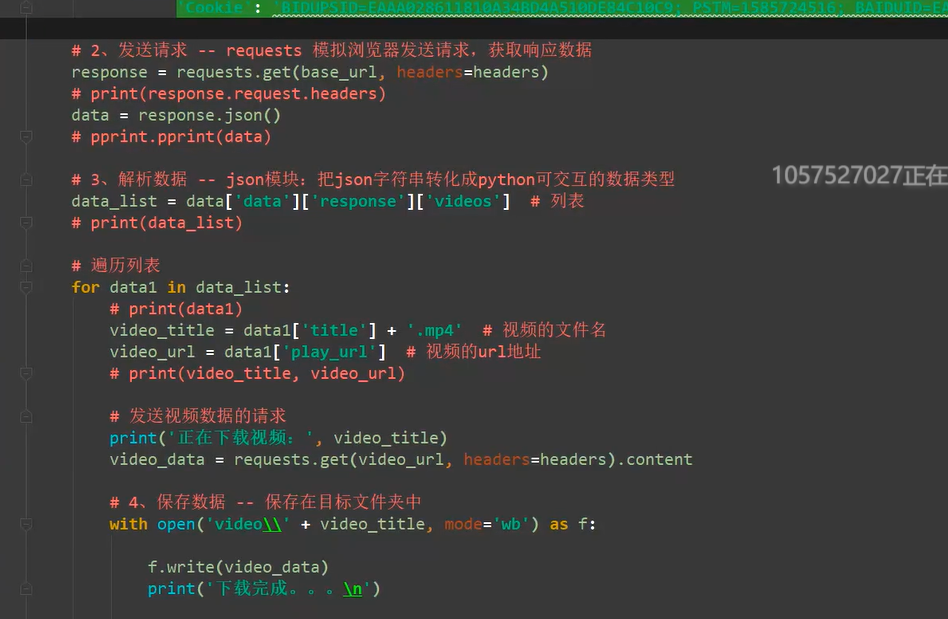 'Cookie': 'BIDUPSID=EAAA028611810A34BD4A510DE84C10C9; PSTM=1585724516; BAIDUID=EA
# 2、发送请求 -- requests 模拟浏览器发送请求，获取响应数据
response = requests.get(base_url, headers=headers)
# print(response.request.headers)
data = response.json()
# pprint.pprint(data)
# 3、解析数据 -- json模块：把json字符串转化成python可交互的数据类型
1057527027正在
data_list = data['data']['response']['videos']  # 列表
# print(data_list)
# 遍历列表
for data1 in data_list:
# print(data1)
video_title = data1['title'] + '.mp4'  # 视频的文件名
video_url = data1['play_url']  # 视频的url地址
# print(video_title, video_url)
# 发送视频数据的请求
print('正在下载视频：', video_title)
video_data = requests.get(video_url, headers=headers).content
# 4、保存数据 -- 保存在目标文件夹中
with open('video\\' + video_title, mode='wb') as f:
f.write(video_data)
print('下载完成。。。\n')